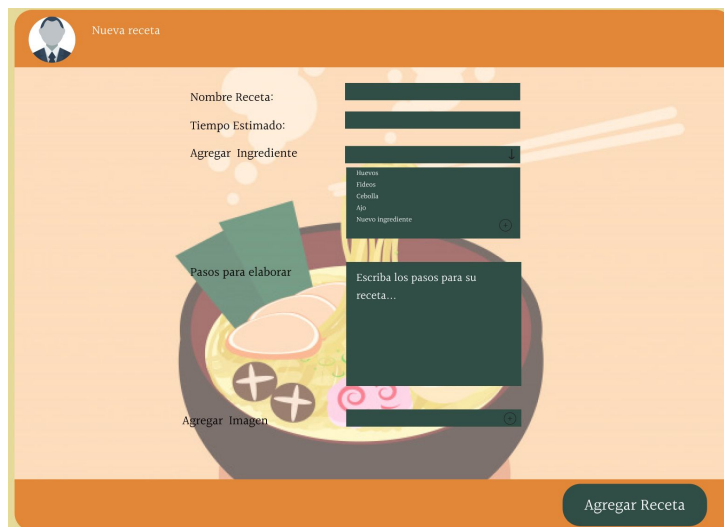 Nueva receta
Nombre Receta:
Tiempo Estimado:
Agregar Ingrediente
Huevos
Fideos
Cebolla
Ajo
Nuevo ingrediente
Pasos para elaborar
Escriba los pasos para su
receta...
Agregar Imagen
Agregar Receta